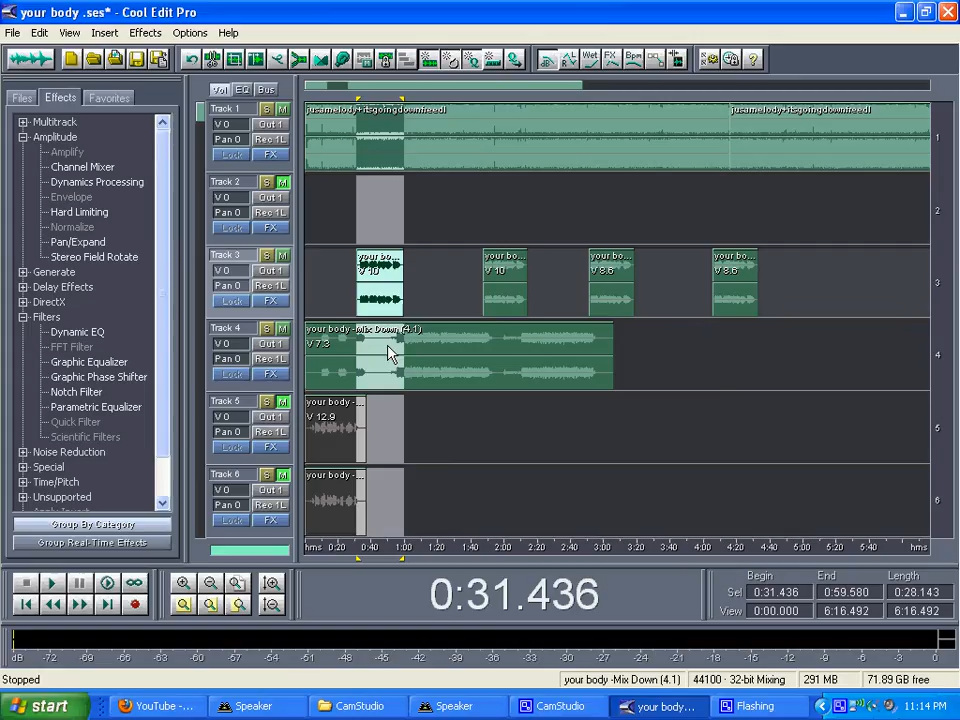 your body .ses* - Cool Edit Pro
File Edit View Insert Effects Options Help
Wet
Bpm
Files Effects Favorites
Vol EQ Bus
Multitrack
Amplitude
Amplify
Channel Mixer
Dynamics Processing
Envelope
Hard Limiting
Normalize
Pan/Expand
Stereo Field Rotate
Generate
Delay Effects
DirectX
Filters
Dynamic EQ
FFT Filter
Graphic Equalizer
Graphic Phase Shifter
Notch Filter
Parametric Equalizer
Quick Filter
Scientific Filters
Noise Reduction
Special
Time/Pitch
Unsupported
Group By Category
Group Real-Time Effects
Track 1 S M
V 0 Out 1
Pan 0 Rec 1L
Lock FX
jusamelody+itsgoingdownfreedl jusamelody+itsgoingdownfreedl
1
Track 2 S M
V 0 Out 1
Pan 0 Rec 1L
Lock FX
2
Track 3 S M
V 0 Out 1
Pan 0 Rec 1L
Lock FX
your bo... your bo... your bo... your bo...
V 10 V 10 V 8.6 V 8.6
3
Track 4 S M
V 0 Out 1
Pan 0 Rec 1L
Lock FX
your body -Mix Down (4.1)
V 7.3
4
Track 5 S M
V 0 Out 1
Pan 0 Rec 1L
Lock FX
your body -...
V 12.9
5
Track 6 S M
V 0 Out 1
Pan 0 Rec 1L
Lock FX
your body -...
6
hms 0:20 0:40 1:00 1:20 1:40 2:00 2:20 2:40 3:00 3:20 3:40 4:00 4:20 4:40 5:00 5:20 5:40 hms
0:31.436
Begin End Length
Sel 0:31.436 0:59.580 0:28.143
View 0:00.000 6:16.492 6:16.492
dB -72 -69 -66 -63 -60 -57 -54 -51 -48 -45 -42 -39 -36 -33 -30 -27 -24 -21 -18 -15 -12 -9 -6 -3 0
Stopped
your body -Mix Down (4.1) 44100 · 32-bit Mixing 291 MB 71.89 GB free
start YouTube -... Speaker CamStudio Speaker CamStudio your body... Flashing 11:14 PM